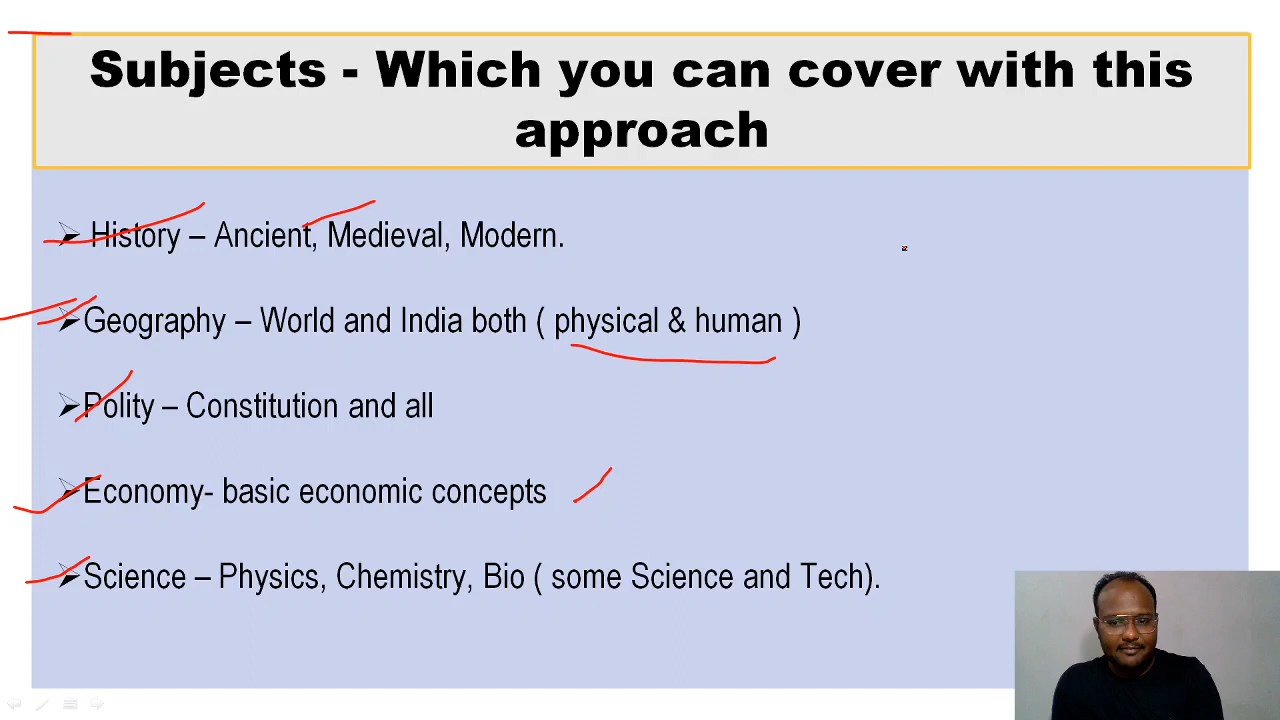 Subjects - Which you can cover with this
approach
History – Ancient, Medieval, Modern.
Geography – World and India both ( physical & human )
Polity – Constitution and all
Economy- basic economic concepts
Science – Physics, Chemistry, Bio ( some Science and Tech).